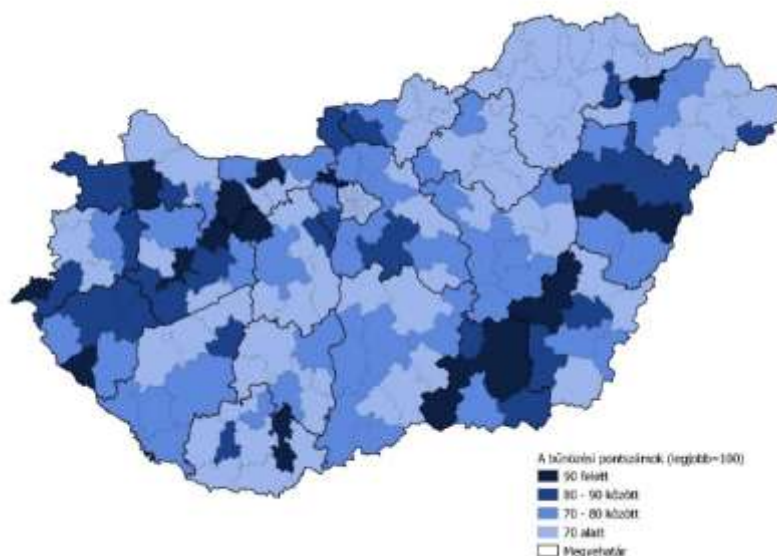 A bűnözési pontszámok (legjobb=100)
90 felett
80 - 90 között
70 - 80 között
70 alatt
Megyehatár